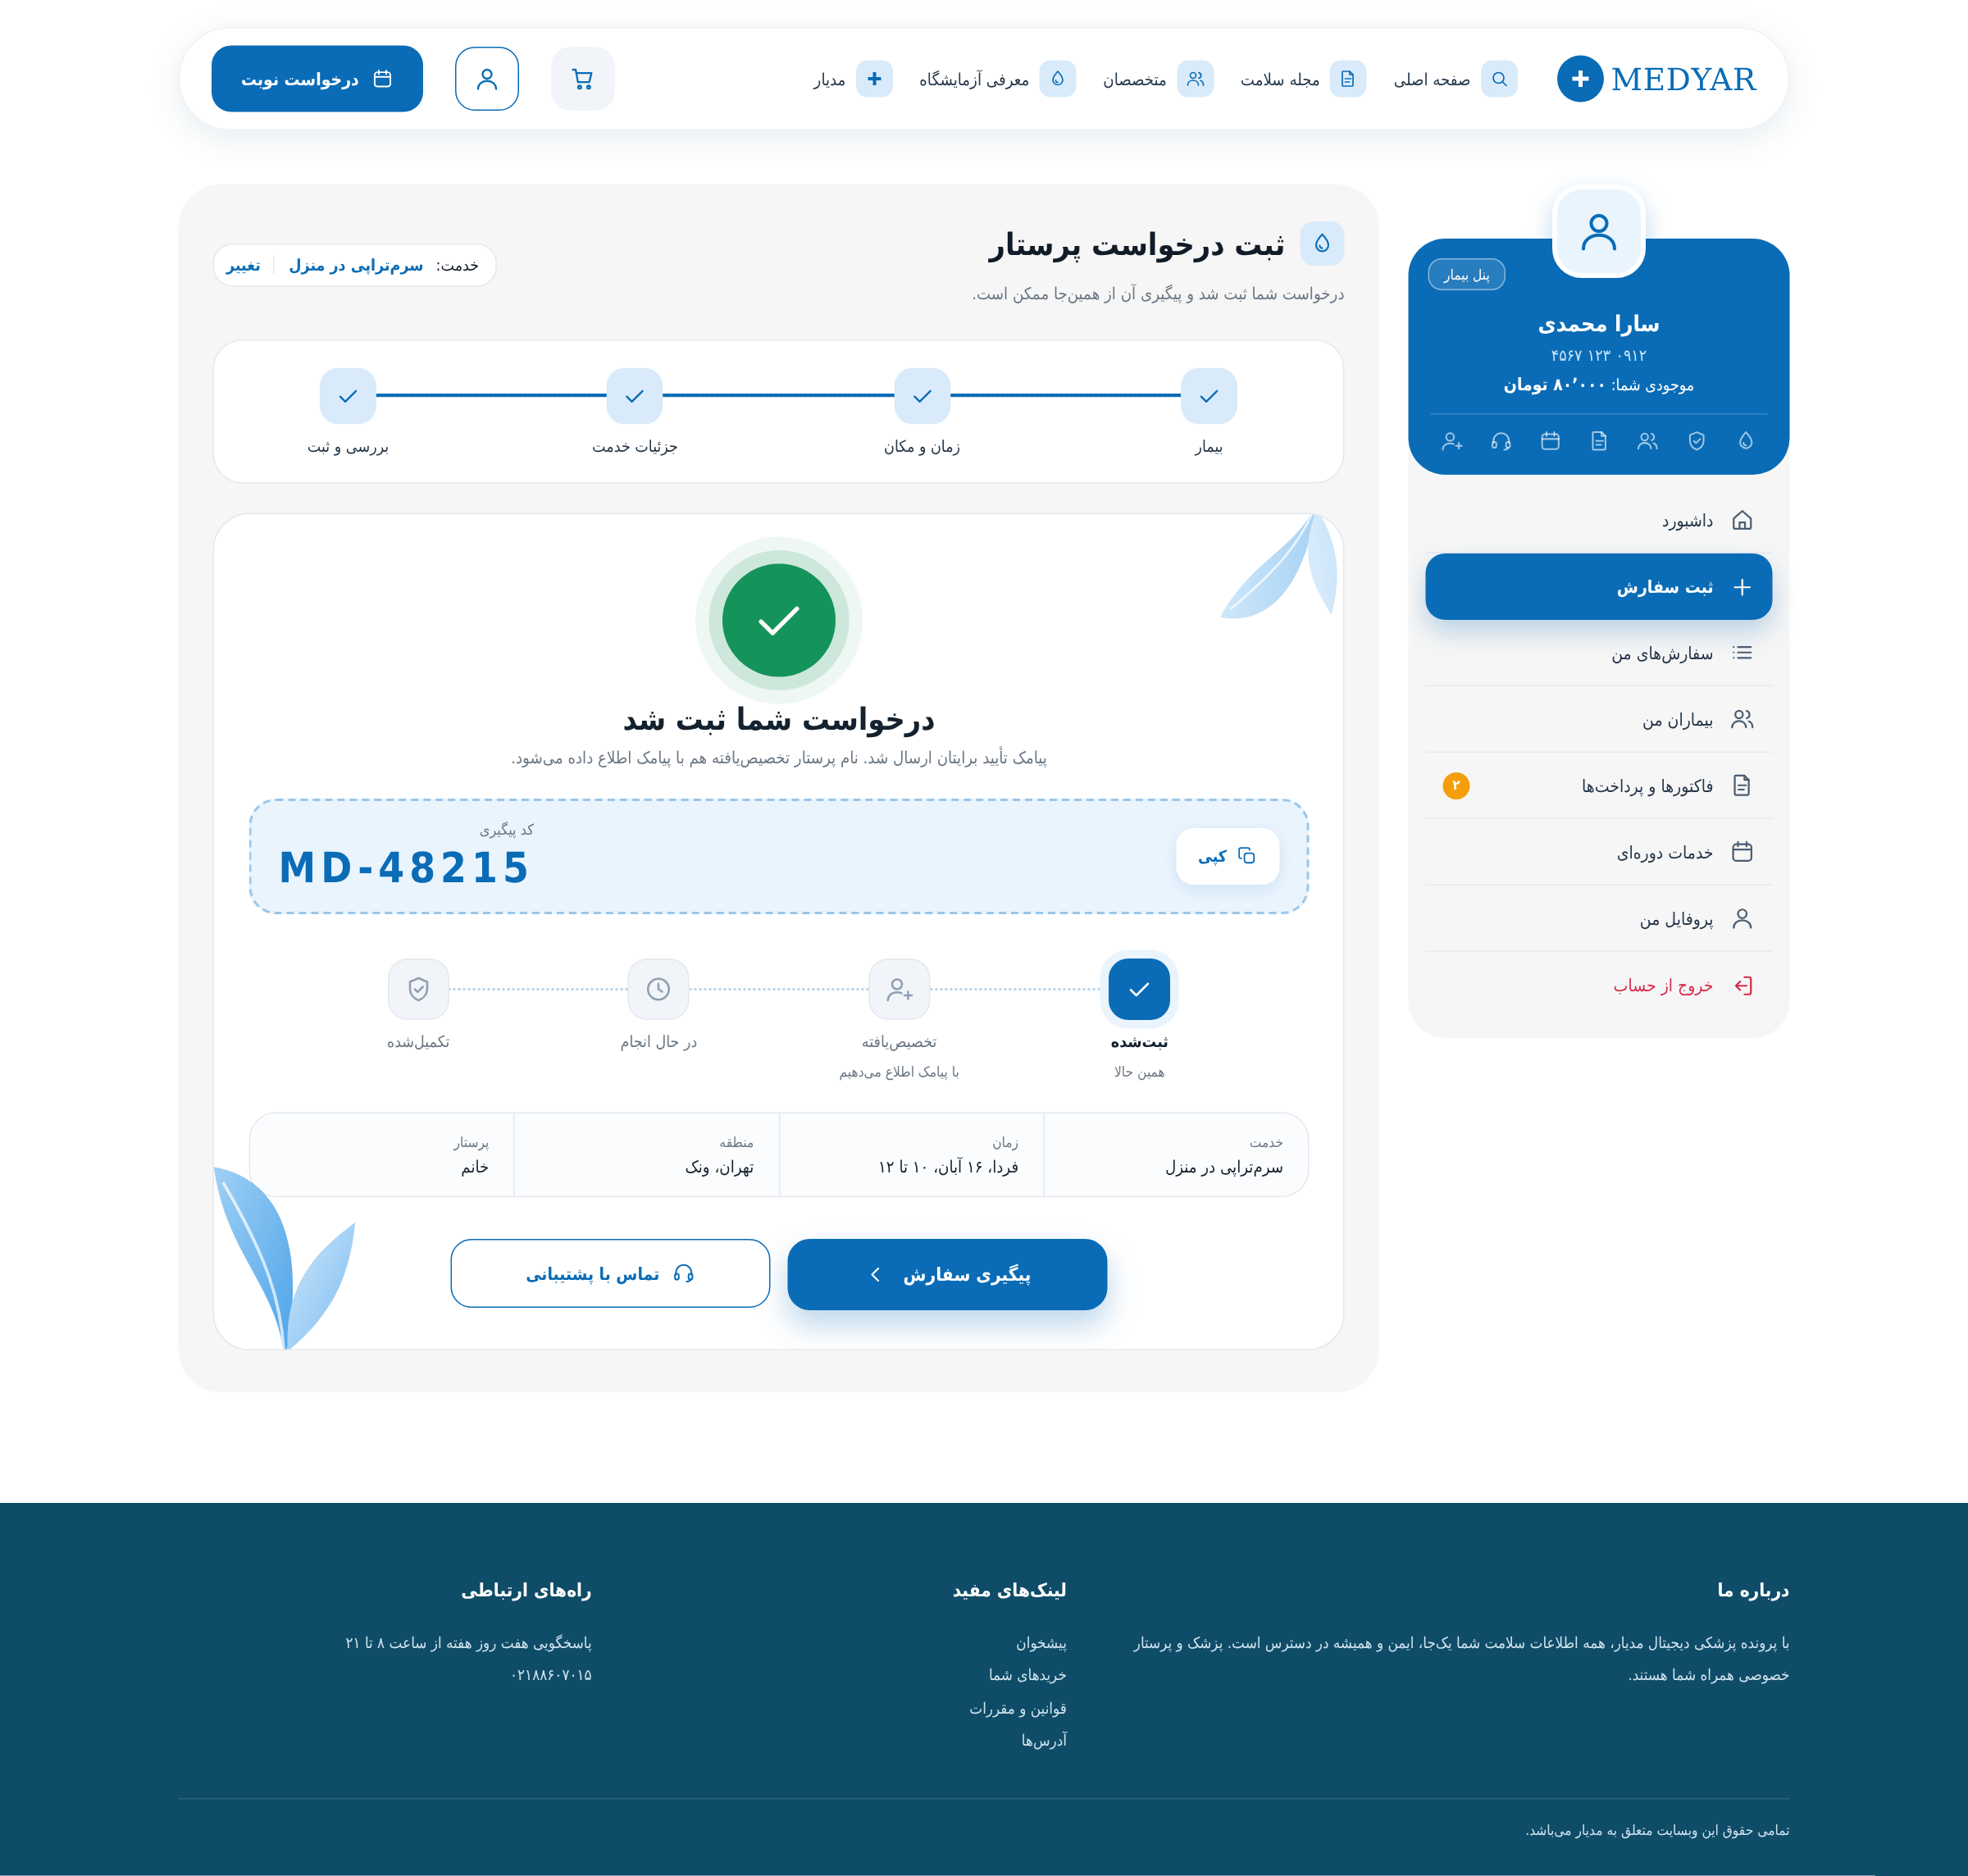 MEDYAR
صفحه اصلی
مجله سلامت
متخصصان
معرفی آزمایشگاه
مدیار
درخواست نوبت
پنل بیمار
سارا محمدی
۰۹۱۲ ۱۲۳ ۴۵۶۷
موجودی شما: ۸۰٬۰۰۰ تومان
داشبورد
ثبت سفارش
سفارش‌های من
بیماران من
فاکتورها و پرداخت‌ها
۲
خدمات دوره‌ای
پروفایل من
خروج از حساب
ثبت درخواست پرستار
درخواست شما ثبت شد و پیگیری آن از همین‌جا ممکن است.
خدمت: سرم‌تراپی در منزل تغییر
بیمار
زمان و مکان
جزئیات خدمت
بررسی و ثبت
درخواست شما ثبت شد
پیامک تأیید برایتان ارسال شد. نام پرستار تخصیص‌یافته هم با پیامک اطلاع داده می‌شود.
کپی
کد پیگیری
MD-48215
ثبت‌شده
همین حالا
تخصیص‌یافته
با پیامک اطلاع می‌دهیم
در حال انجام
تکمیل‌شده
خدمت
سرم‌تراپی در منزل
زمان
فردا، ۱۶ آبان، ۱۰ تا ۱۲
منطقه
تهران، ونک
پرستار
خانم
پیگیری سفارش
تماس با پشتیبانی
درباره ما
با پرونده پزشکی دیجیتال مدیار، همه اطلاعات سلامت شما یک‌جا، ایمن و همیشه در دسترس است. پزشک و پرستار
خصوصی همراه شما هستند.
لینک‌های مفید
پیشخوان
خریدهای شما
قوانین و مقررات
آدرس‌ها
راه‌های ارتباطی
پاسخگویی هفت روز هفته از ساعت ۸ تا ۲۱
۰۲۱۸۸۶۰۷۰۱۵
تمامی حقوق این وبسایت متعلق به مدیار می‌باشد.